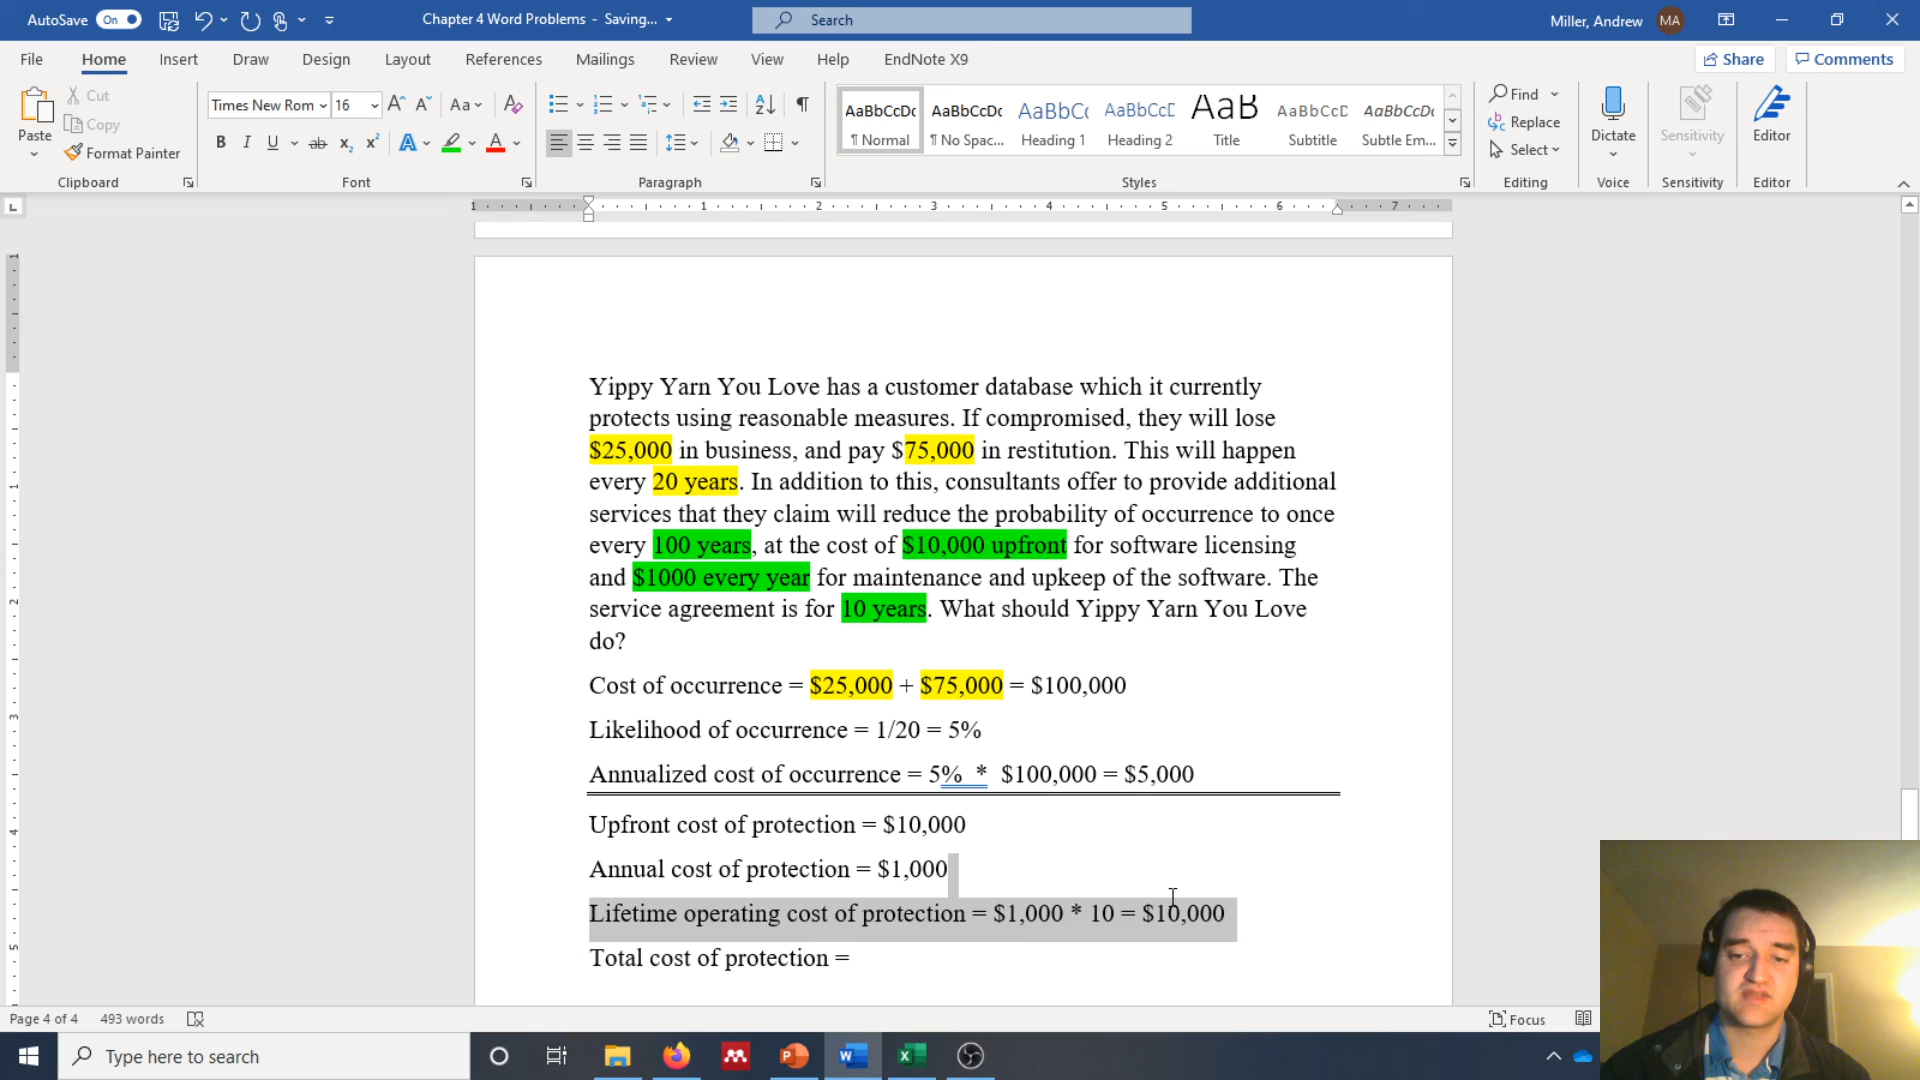 AutoSave On Chapter 4 Word Problems - Saving... Search Miller, Andrew MA
File Home Insert Draw Design Layout References Mailings Review View Help EndNote X9 Share Comments
Paste Cut Copy Format Painter
Times New Rom 16 Aa
AaBbCcDc AaBbCcDc AaBbCc AaBbCcD AaB AaBbCcD AaBbCcDc
¶ Normal ¶ No Spac... Heading 1 Heading 2 Title Subtitle Subtle Em...
Find Replace Select Dictate Sensitivity Editor
Clipboard Font Paragraph Styles Editing Voice Sensitivity Editor
1 1 2 3 4 5 6 7
Yippy Yarn You Love has a customer database which it currently
protects using reasonable measures. If compromised, they will lose
$25,000 in business, and pay $75,000 in restitution. This will happen
every 20 years. In addition to this, consultants offer to provide additional
services that they claim will reduce the probability of occurrence to once
every 100 years, at the cost of $10,000 upfront for software licensing
and $1000 every year for maintenance and upkeep of the software. The
service agreement is for 10 years. What should Yippy Yarn You Love
do?
Cost of occurrence = $25,000 + $75,000 = $100,000
Likelihood of occurrence = 1/20 = 5%
Annualized cost of occurrence = 5% * $100,000 = $5,000
Upfront cost of protection = $10,000
Annual cost of protection = $1,000
Lifetime operating cost of protection = $1,000 * 10 = $10,000
Total cost of protection =
Page 4 of 4 493 words Focus
Type here to search